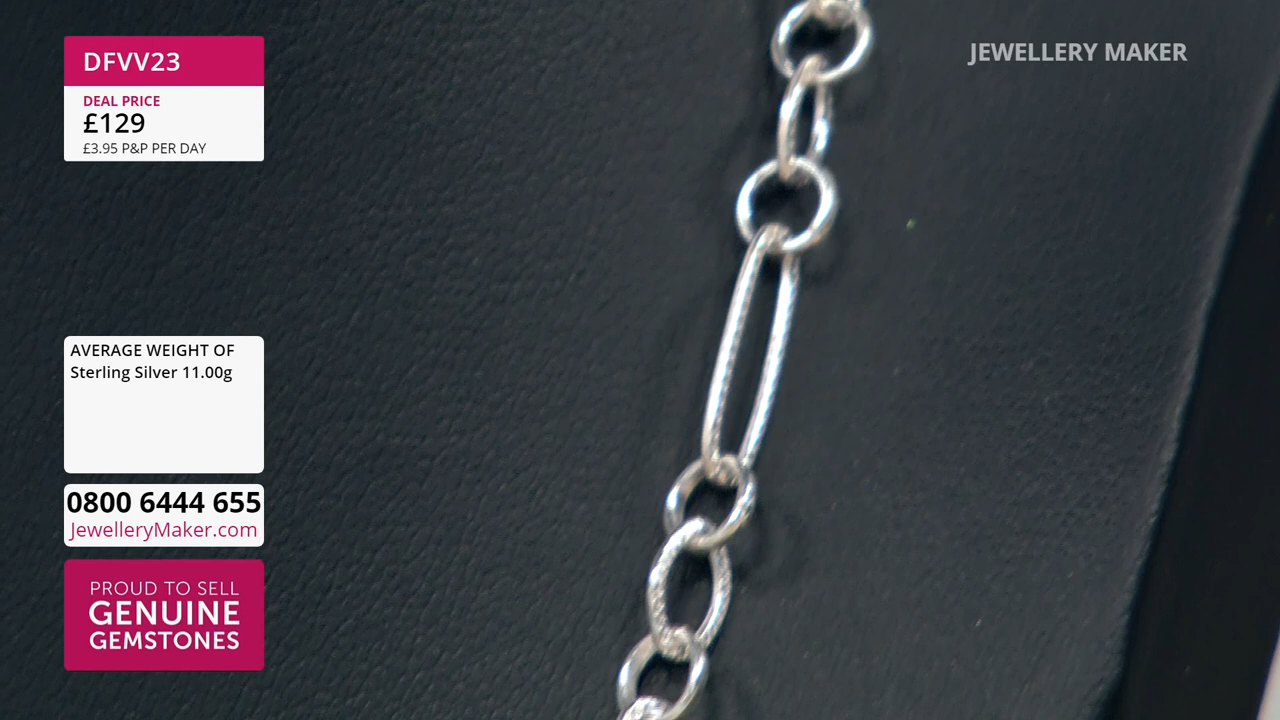 DFVV23
DEAL PRICE
£129
£3.95 P&P PER DAY
JEWELLERY MAKER
AVERAGE WEIGHT OF
Sterling Silver 11.00g
0800 6444 655
JewelleryMaker.com
PROUD TO SELL
GENUINE
GEMSTONES